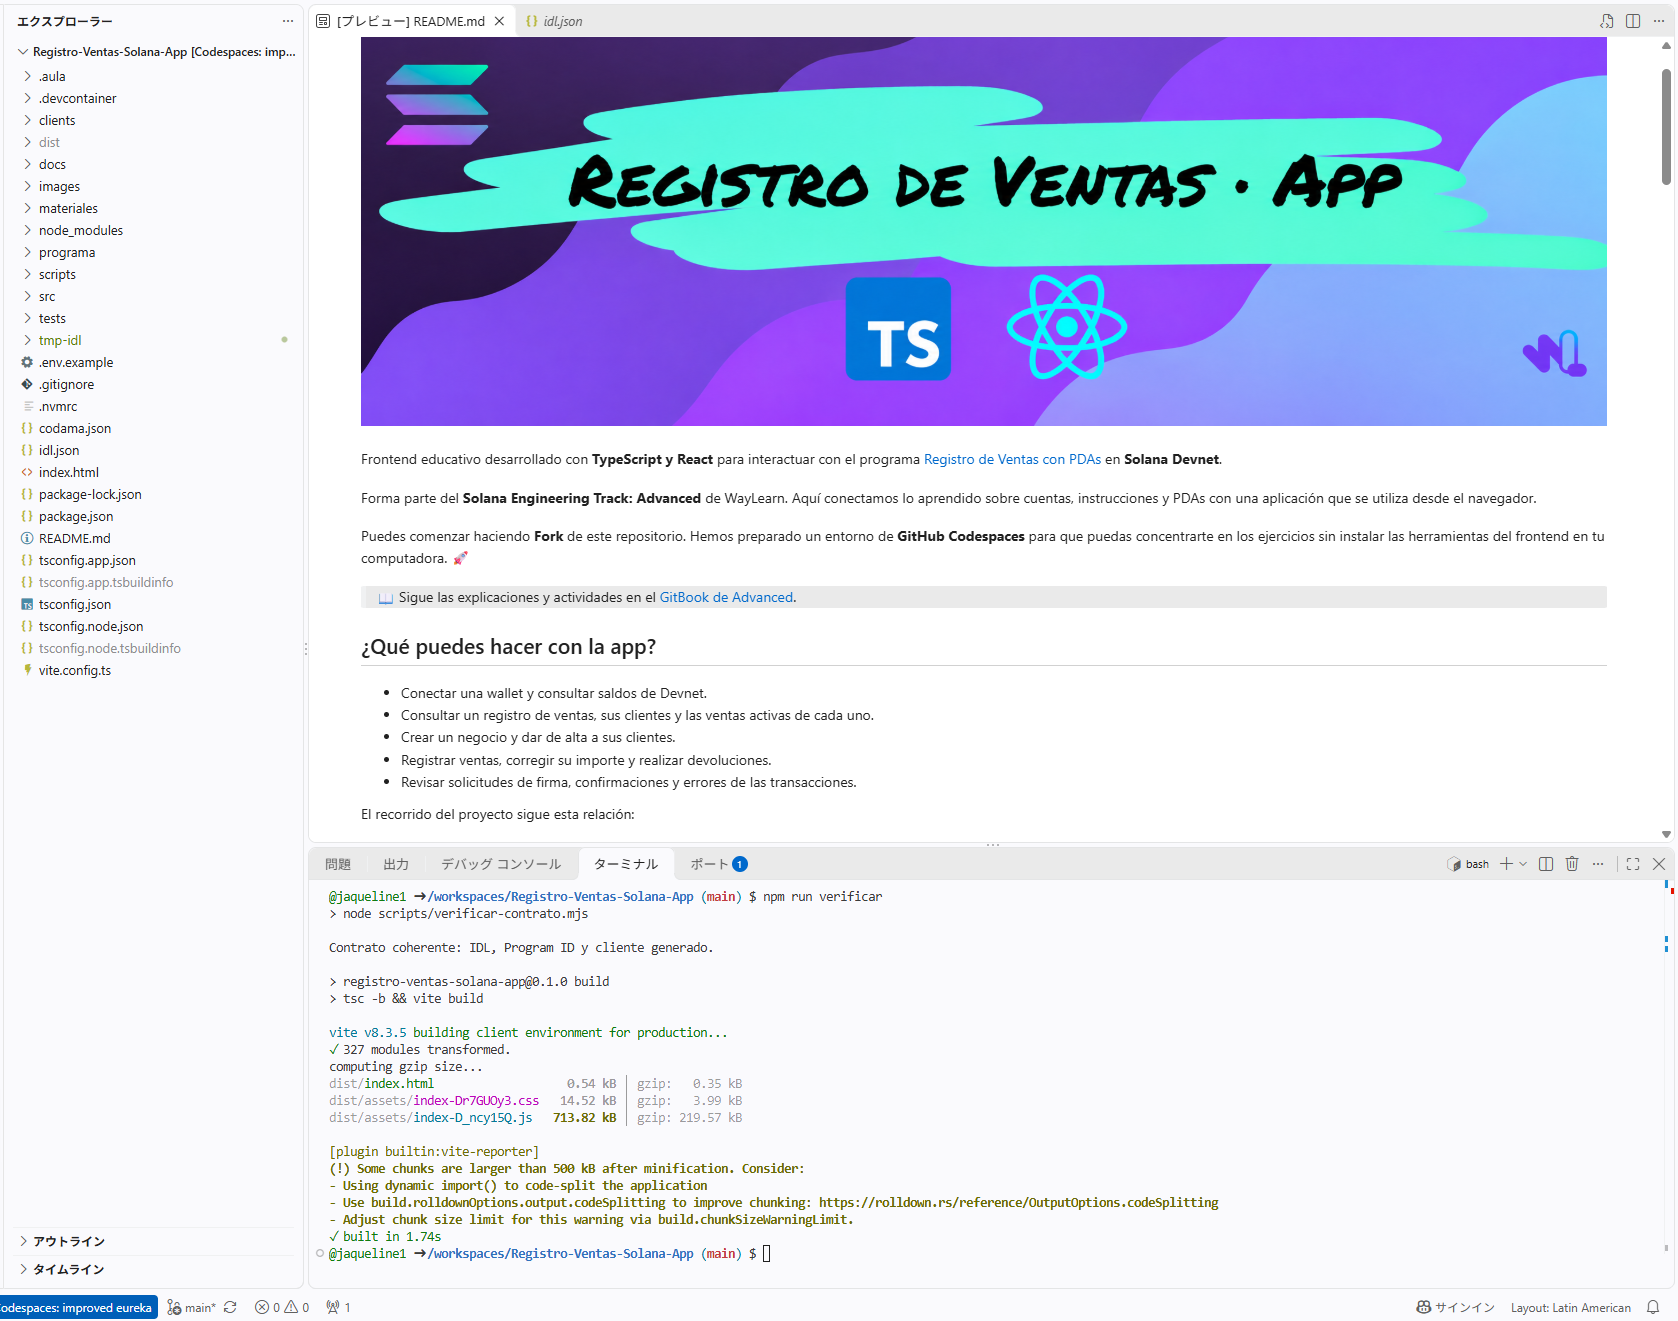 エクスプローラー
Registro-Ventas-Solana-App [Codespaces: imp...
.aula
.devcontainer
clients
dist
docs
images
materiales
node_modules
programa
scripts
src
tests
tmp-idl
.env.example
.gitignore
.nvmrc
codama.json
idl.json
index.html
package-lock.json
package.json
README.md
tsconfig.app.json
tsconfig.app.tsbuildinfo
tsconfig.json
tsconfig.node.json
tsconfig.node.tsbuildinfo
vite.config.ts
アウトライン
タイムライン
[プレビュー] README.md
idl.json
REGISTRO DE VENTAS · APP
TS
Frontend educativo desarrollado con TypeScript y React para interactuar con el programa Registro de Ventas con PDAs en Solana Devnet.
Forma parte del Solana Engineering Track: Advanced de WayLearn. Aquí conectamos lo aprendido sobre cuentas, instrucciones y PDAs con una aplicación que se utiliza desde el navegador.
Puedes comenzar haciendo Fork de este repositorio. Hemos preparado un entorno de GitHub Codespaces para que puedas concentrarte en los ejercicios sin instalar las herramientas del frontend en tu
computadora. 🚀
📖 Sigue las explicaciones y actividades en el GitBook de Advanced.
¿Qué puedes hacer con la app?
• Conectar una wallet y consultar saldos de Devnet.
• Consultar un registro de ventas, sus clientes y las ventas activas de cada uno.
• Crear un negocio y dar de alta a sus clientes.
• Registrar ventas, corregir su importe y realizar devoluciones.
• Revisar solicitudes de firma, confirmaciones y errores de las transacciones.
El recorrido del proyecto sigue esta relación:
問題 出力 デバッグ コンソール ターミナル ポート 1 bash
@jaqueline1 ➜/workspaces/Registro-Ventas-Solana-App (main) $ npm run verificar
> node scripts/verificar-contrato.mjs
Contrato coherente: IDL, Program ID y cliente generado.
> registro-ventas-solana-app@0.1.0 build
> tsc -b && vite build
vite v8.3.5 building client environment for production...
✓ 327 modules transformed.
computing gzip size...
dist/index.html 0.54 kB │ gzip: 0.35 kB
dist/assets/index-Dr7GUOy3.css 14.52 kB │ gzip: 3.99 kB
dist/assets/index-D_ncy15Q.js 713.82 kB │ gzip: 219.57 kB
[plugin builtin:vite-reporter]
(!) Some chunks are larger than 500 kB after minification. Consider:
- Using dynamic import() to code-split the application
- Use build.rolldownOptions.output.codeSplitting to improve chunking: https://rolldown.rs/reference/OutputOptions.codeSplitting
- Adjust chunk size limit for this warning via build.chunkSizeWarningLimit.
✓ built in 1.74s
@jaqueline1 ➜/workspaces/Registro-Ventas-Solana-App (main) $
odespaces: improved eureka main* 0 0 1 サインイン Layout: Latin American